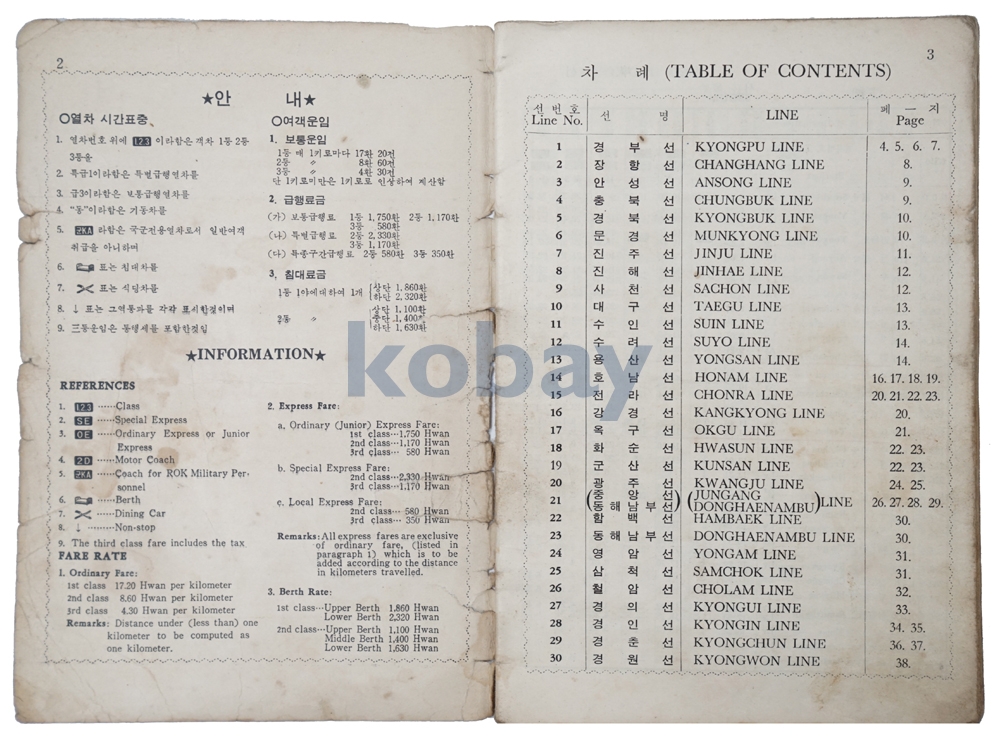 2
★안 내★
○열차 시간표중
1. 열차번호 위에 1 2 3 이라함은 객차 1등 2등
3등을
2. 특급1이라함은 특별급행열차를
3. 급3이라함은 보통급행열차를
4. "동"이라함은 기동차를
5. 라함은 국군전용열차로서 일반여객
취급을 아니하며
6. 표는 침대차를
7. 표는 식당차를
8. ↓ 표는 그역통과를 각각 표시함것이며
9. 三등운임은 통행세를 포함한것임
○여객운임
1. 보통운임
1등 매 1키로마다 17환 20전
2등 〃 8환 60전
3등 〃 4환 30전
단 1키로미만은 1키로로 인상하여 계산함
2. 급행료금
(가) 보통급행료 1등 1,750환 2등 1,170환
3등 580환
(나) 특별급행료 2등 2,330환
3등 1,170환
(다) 특종구간급행료 2등 580환 3등 350환
3. 침대료금
1등 1야에대하여 1개 상단 1,860환
하단 2,320환
2등 〃 상단 1,100환
중단 1,400환
하단 1,630환
★INFORMATION★
REFERENCES
1. 1 2 3 ······Class
2. SE ······Special Express
3. OE ······Ordinary Express or Junior
Express
4. 2D ······Motor Coach
5. ······Coach for ROK Military Per-
sonnel
6. ······Berth
7. ······Dining Car
8. ↓ ·········Non-stop
9. The third class fare includes the tax
FARE RATE
1. Ordinary Fare:
1st class 17.20 Hwan per kilometer
2nd class 8.60 Hwan per kilometer
3rd class 4.30 Hwan per kilometer
Remarks: Distance under (less than) one
kilometer to be computed as
one kilometer.
2. Express Fare:
a. Ordinary (Junior) Express Fare:
1st class···1,750 Hwan
2nd class···1,170 Hwan
3rd class··· 580 Hwan
b. Special Express Fare:
2nd class···2,330 Hwan
3rd class···1,170 Hwan
c. Local Express Fare:
2nd class··· 580 Hwan
3rd class··· 350 Hwan
Remarks: All express fares are exclusive
of ordinary fare, (listed in
paragraph 1) which is to be
added according to the distance
in kilometers travelled.
3. Berth Rate:
1st class···Upper Berth 1,860 Hwan
Lower Berth 2,320 Hwan
2nd class···Upper Berth 1,100 Hwan
Middle Berth 1,400 Hwan
Lower Berth 1,630 Hwan
3
차 례 (TABLE OF CONTENTS)
선 번 호 선 명 LINE 페 一 지
Line No. Page
1 경 부 선 KYONGPU LINE 4. 5. 6. 7.
2 장 항 선 CHANGHANG LINE 8.
3 안 성 선 ANSONG LINE 9.
4 충 북 선 CHUNGBUK LINE 9.
5 경 북 선 KYONGBUK LINE 10.
6 문 경 선 MUNKYONG LINE 10.
7 진 주 선 JINJU LINE 11.
8 진 해 선 JINHAE LINE 12.
9 사 천 선 SACHON LINE 12.
10 대 구 선 TAEGU LINE 13.
11 수 인 선 SUIN LINE 13.
12 수 려 선 SUYO LINE 14.
13 용 산 선 YONGSAN LINE 14.
14 호 남 선 HONAM LINE 16. 17. 18. 19.
15 전 라 선 CHONRA LINE 20. 21. 22. 23.
16 강 경 선 KANGKYONG LINE 20.
17 옥 구 선 OKGU LINE 21.
18 화 순 선 HWASUN LINE 22. 23.
19 군 산 선 KUNSAN LINE 22. 23.
20 광 주 선 KWANGJU LINE 24. 25.
21 (중 앙 선 동 해 남 부 선) (JUNGANG DONGHAENAMBU) LINE 26. 27. 28. 29.
22 함 백 선 HAMBAEK LINE 30.
23 동 해 남 부 선 DONGHAENAMBU LINE 30.
24 영 암 선 YONGAM LINE 31.
25 삼 척 선 SAMCHOK LINE 31.
26 철 암 선 CHOLAM LINE 32.
27 경 의 선 KYONGUI LINE 33.
28 경 인 선 KYONGIN LINE 34. 35.
29 경 춘 선 KYONGCHUN LINE 36. 37.
30 경 원 선 KYONGWON LINE 38.
kobay